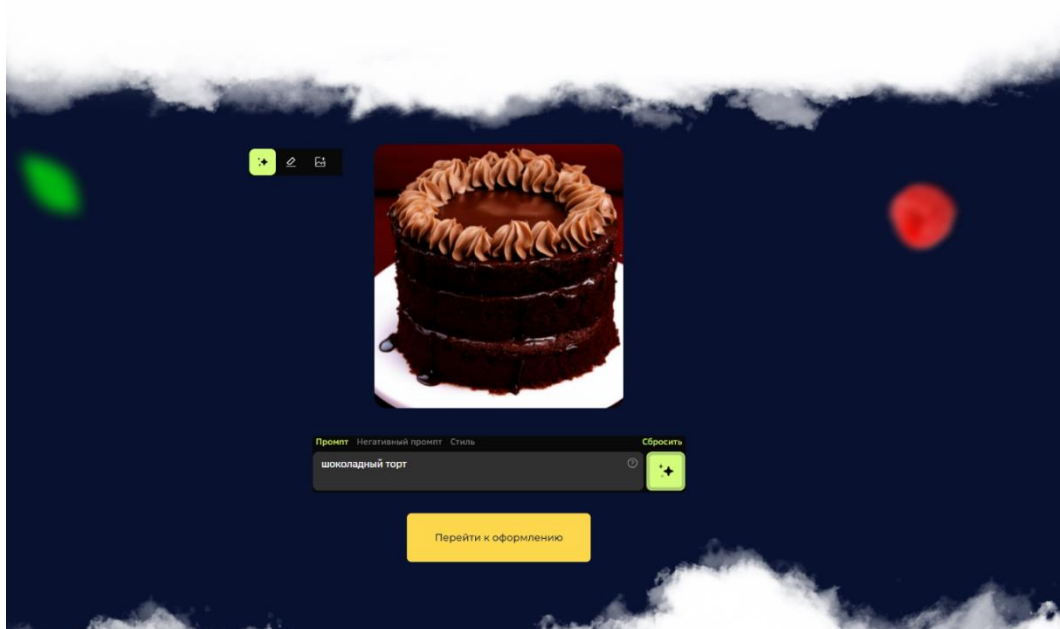 Промпт Негативный промпт Стиль Сбросить
шоколадный торт
Перейти к оформлению